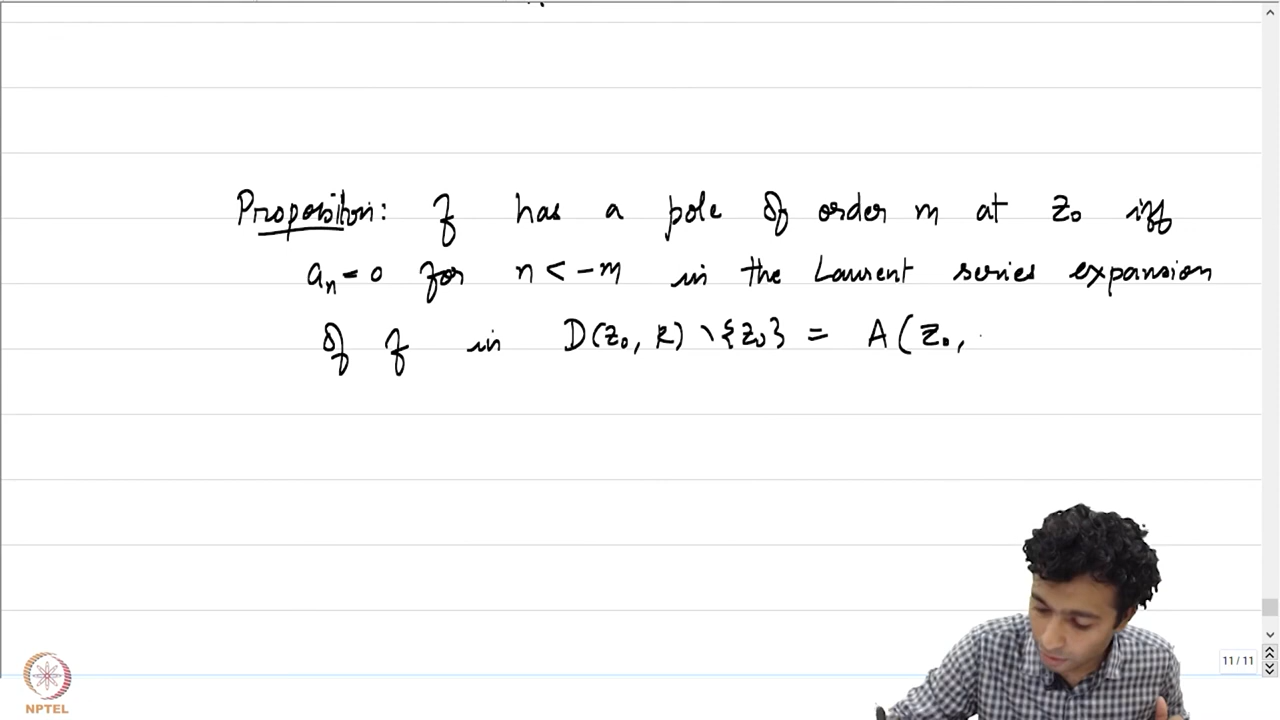 Proposition: f has a pole of order m at z₀ iff
aₙ = 0 for n < -m in the Laurent series expansion
of f in D(z₀, R) \ {z₀} = A(z₀,
11 / 11
NPTEL